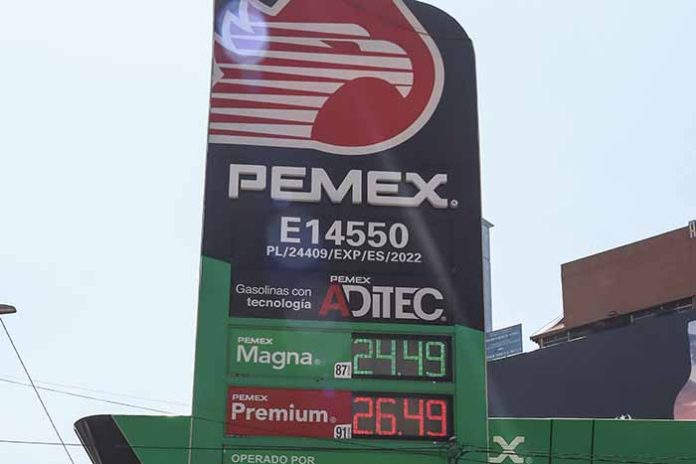 PEMEX®
E14550
PL/24409/EXP/ES/2022
Gasolinas con tecnología
PEMEX
ADITEC®
PEMEX
Magna® 87 24.49
PEMEX
Premium® 91 26.49
OPERADO POR